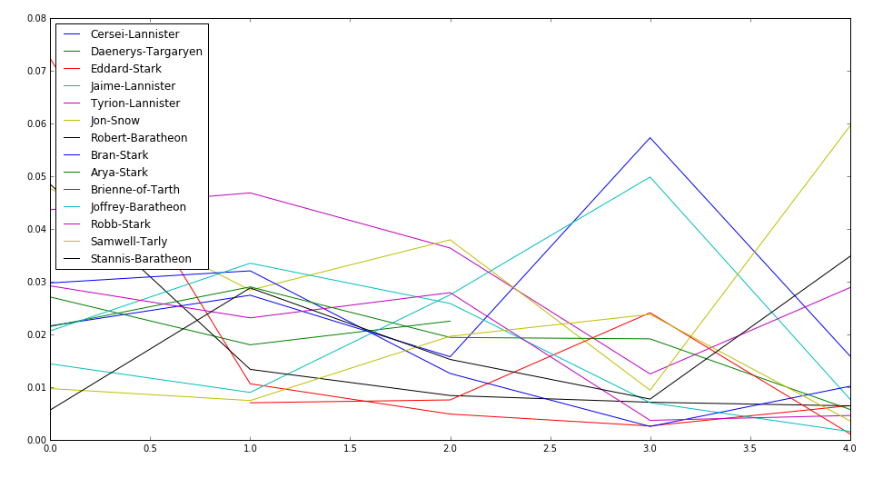 0.08
0.07
0.06
0.05
0.04
0.03
0.02
0.01
0.00
Cersei-Lannister
Daenerys-Targaryen
Eddard-Stark
Jaime-Lannister
Tyrion-Lannister
Jon-Snow
Robert-Baratheon
Bran-Stark
Arya-Stark
Brienne-of-Tarth
Joffrey-Baratheon
Robb-Stark
Samwell-Tarly
Stannis-Baratheon
0.0 0.5 1.0 1.5 2.0 2.5 3.0 3.5 4.0